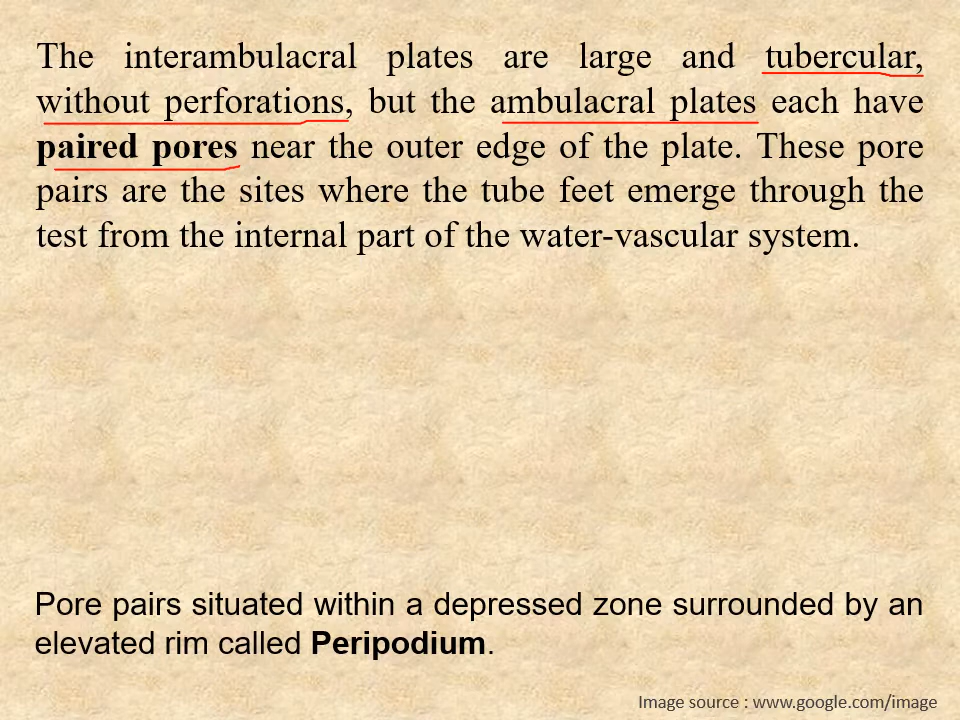 The interambulacral plates are large and tubercular,
without perforations, but the ambulacral plates each have
paired pores near the outer edge of the plate. These pore
pairs are the sites where the tube feet emerge through the
test from the internal part of the water-vascular system.
Pore pairs situated within a depressed zone surrounded by an
elevated rim called Peripodium.
Image source : www.google.com/image